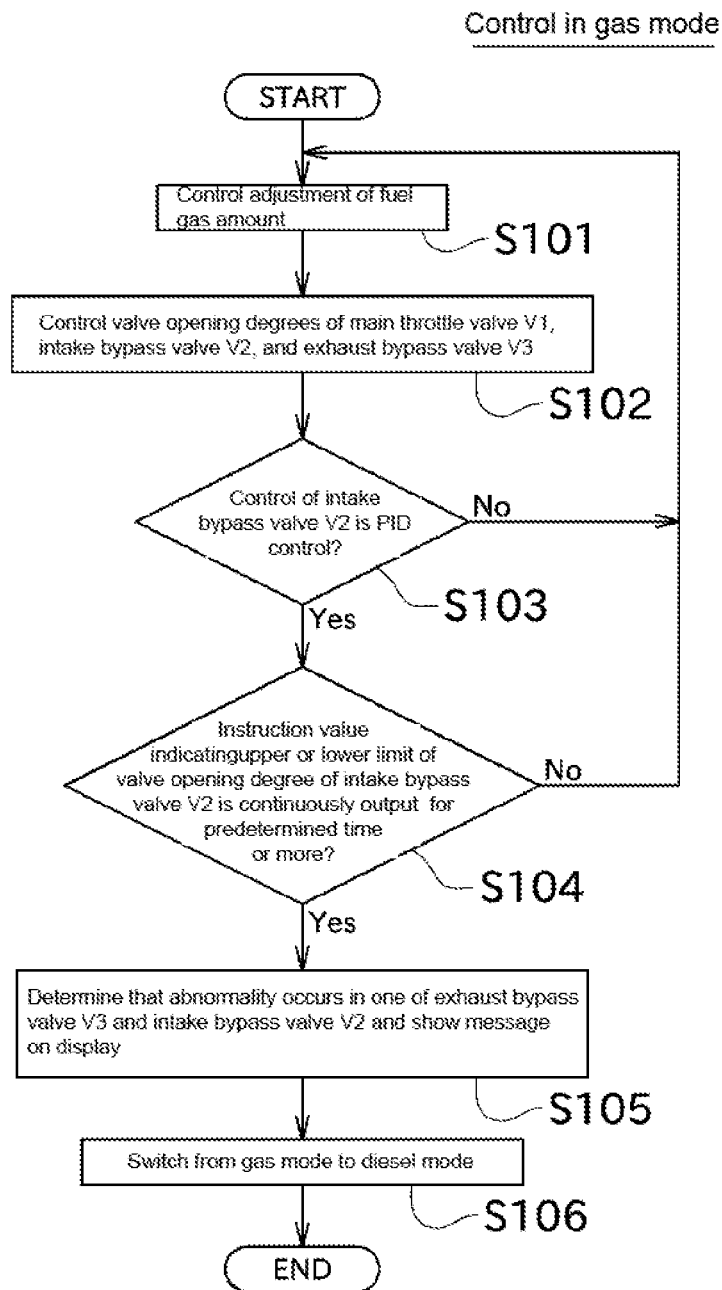 Control in gas mode
START
Control adjustment of fuel
gas amount
S101
Control valve opening degrees of main throttle valve V1,
intake bypass valve V2, and exhaust bypass valve V3
S102
Control of intake
bypass valve V2 is PID
control?
No
S103
Yes
Instruction value
indicatingupper or lower limit of
valve opening degree of intake bypass
valve V2 is continuously output for
predetermined time
or more?
No
S104
Yes
Determine that abnormality occurs in one of exhaust bypass
valve V3 and intake bypass valve V2 and show message
on display
S105
Switch from gas mode to diesel mode
S106
END